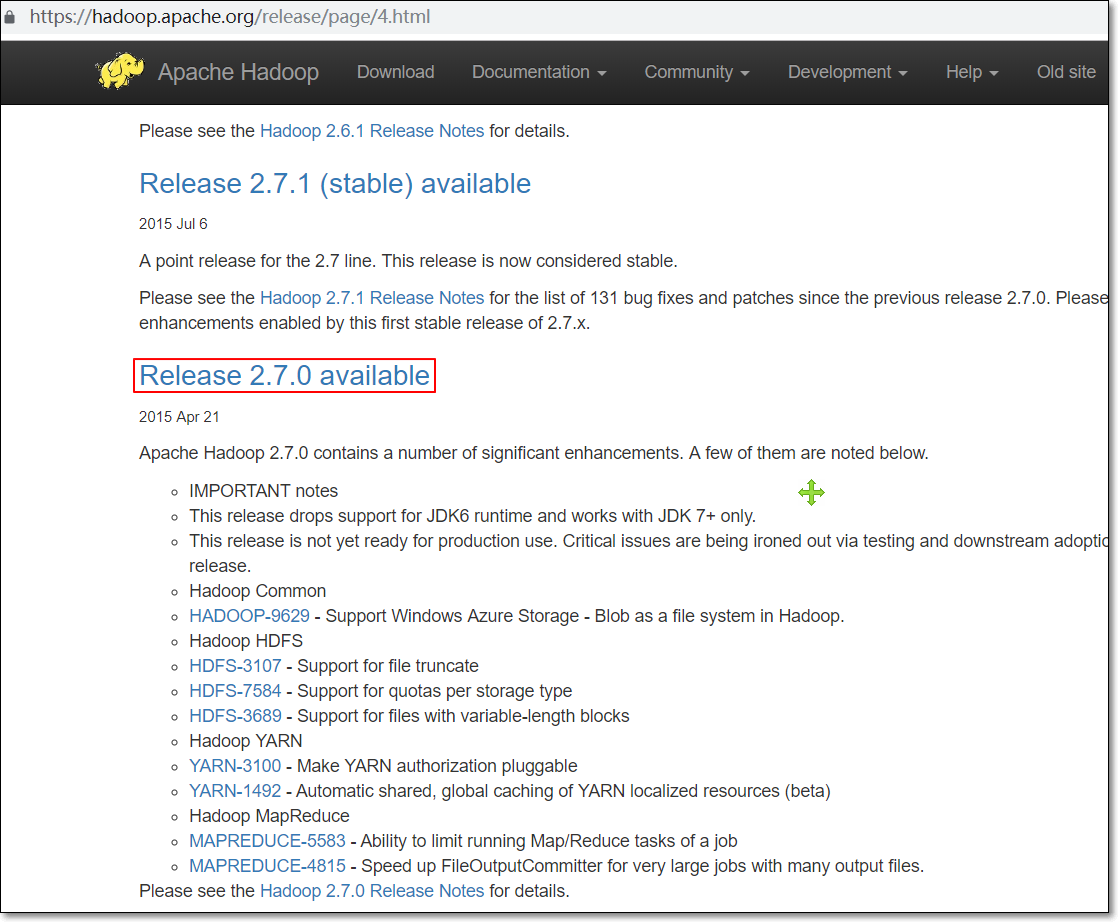 https://hadoop.apache.org/release/page/4.html
Apache Hadoop Download Documentation Community Development Help Old site
Please see the Hadoop 2.6.1 Release Notes for details.
Release 2.7.1 (stable) available
2015 Jul 6
A point release for the 2.7 line. This release is now considered stable.
Please see the Hadoop 2.7.1 Release Notes for the list of 131 bug fixes and patches since the previous release 2.7.0. Please
enhancements enabled by this first stable release of 2.7.x.
Release 2.7.0 available
2015 Apr 21
Apache Hadoop 2.7.0 contains a number of significant enhancements. A few of them are noted below.
IMPORTANT notes
This release drops support for JDK6 runtime and works with JDK 7+ only.
This release is not yet ready for production use. Critical issues are being ironed out via testing and downstream adoptio
release.
Hadoop Common
HADOOP-9629 - Support Windows Azure Storage - Blob as a file system in Hadoop.
Hadoop HDFS
HDFS-3107 - Support for file truncate
HDFS-7584 - Support for quotas per storage type
HDFS-3689 - Support for files with variable-length blocks
Hadoop YARN
YARN-3100 - Make YARN authorization pluggable
YARN-1492 - Automatic shared, global caching of YARN localized resources (beta)
Hadoop MapReduce
MAPREDUCE-5583 - Ability to limit running Map/Reduce tasks of a job
MAPREDUCE-4815 - Speed up FileOutputCommitter for very large jobs with many output files.
Please see the Hadoop 2.7.0 Release Notes for details.